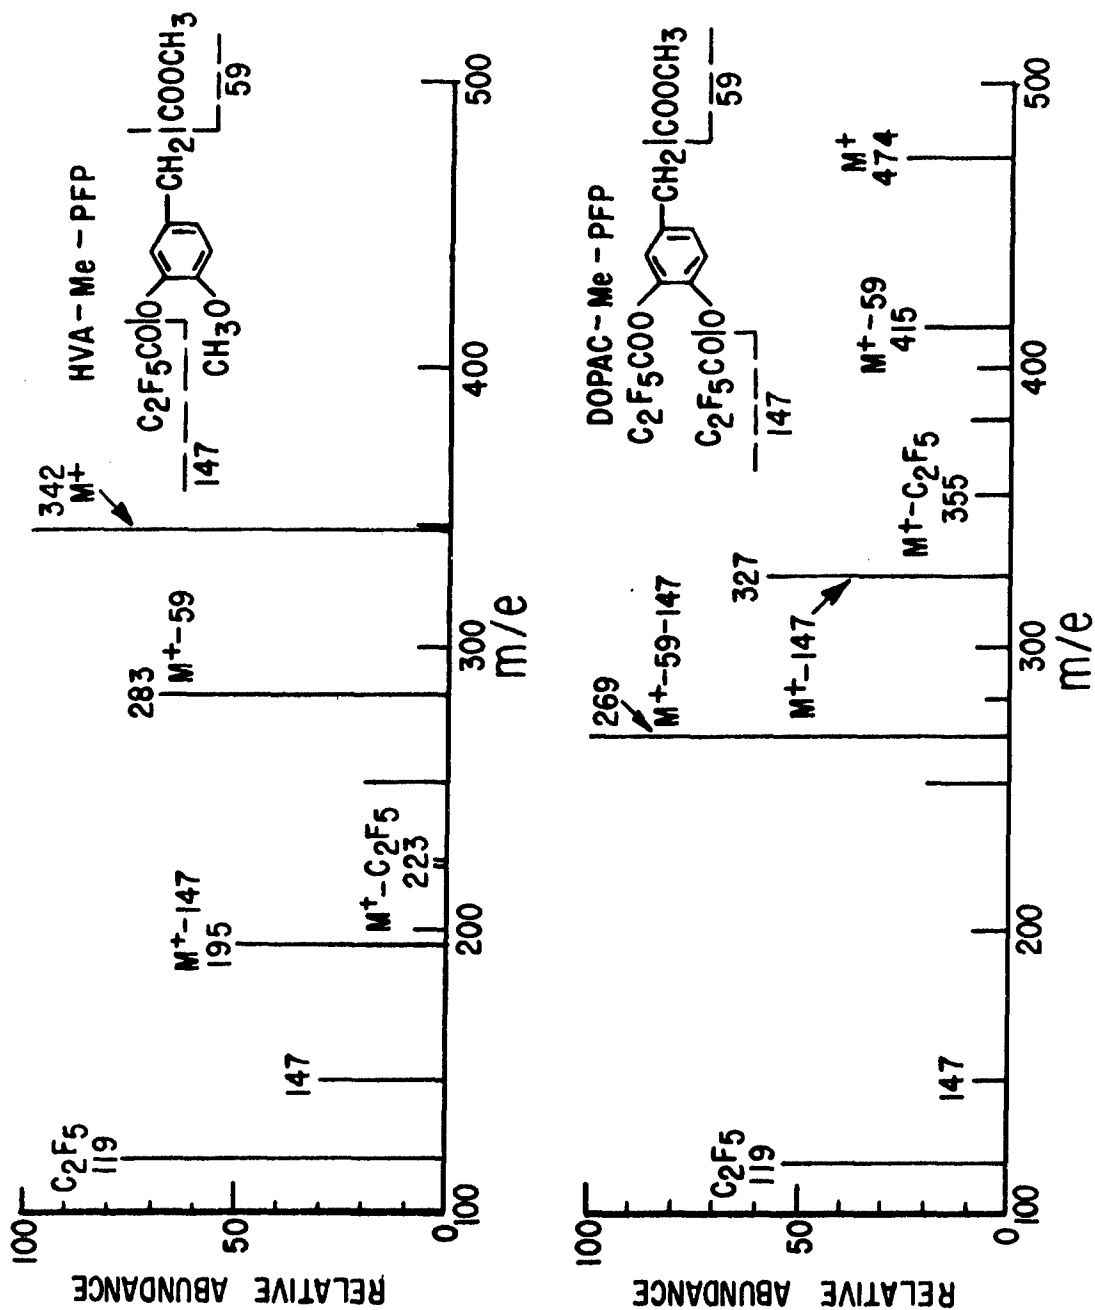 HVA-Me-PFP
C2F5COO
CH3O
CH2
COOCH3
59
147
342
M+
283
M+-59
M+-147
195
M+-C2F5
223
147
C2F5
119
100
50
0
RELATIVE ABUNDANCE
100
200
300
400
500
m/e
DOPAC-Me-PFP
C2F5COO
C2F5COO
CH2
COOCH3
59
147
M+
474
M+-59
415
M+-C2F5
355
327
M+-147
269
M+-59-147
147
C2F5
119
100
50
0
RELATIVE ABUNDANCE
100
200
300
400
500
m/e